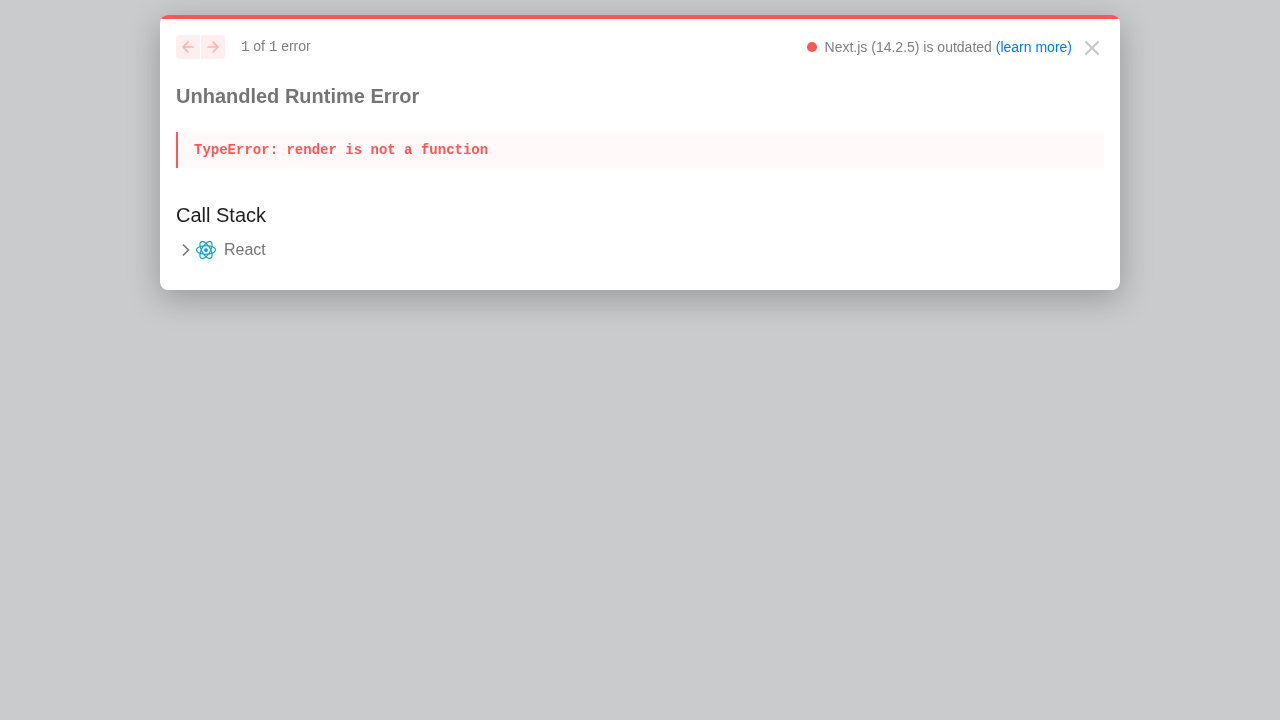 1 of 1 error
Next.js (14.2.5) is outdated (learn more)
Unhandled Runtime Error
TypeError: render is not a function
Call Stack
React